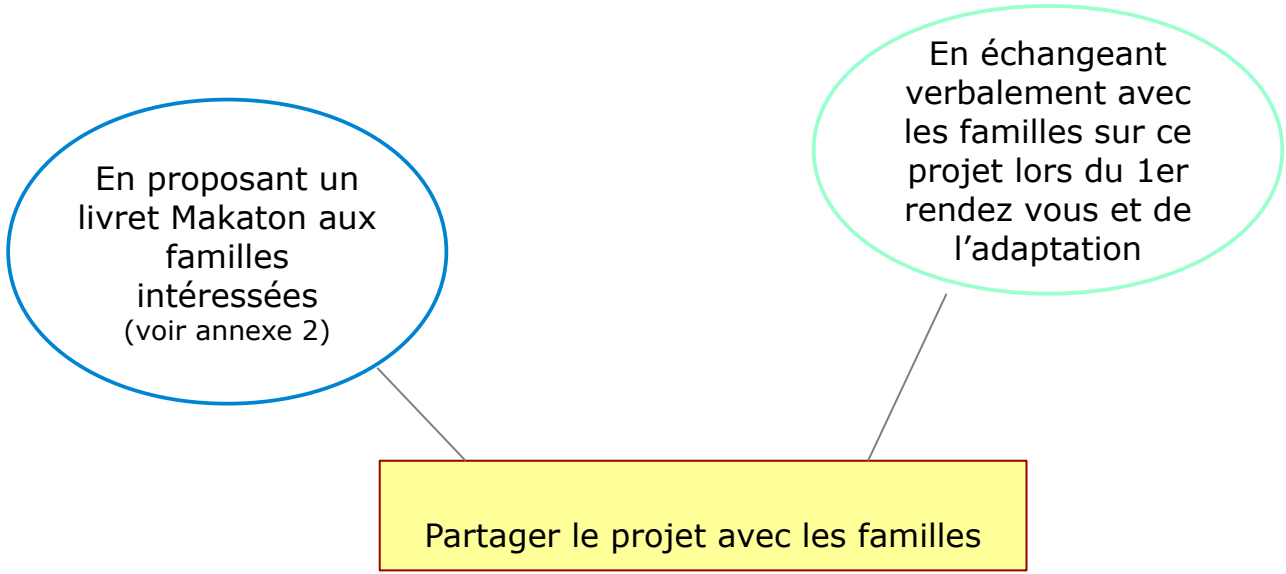 En proposant un
livret Makaton aux
familles
intéressées
(voir annexe 2)
En échangeant
verbalement avec
les familles sur ce
projet lors du 1er
rendez vous et de
l’adaptation
Partager le projet avec les familles